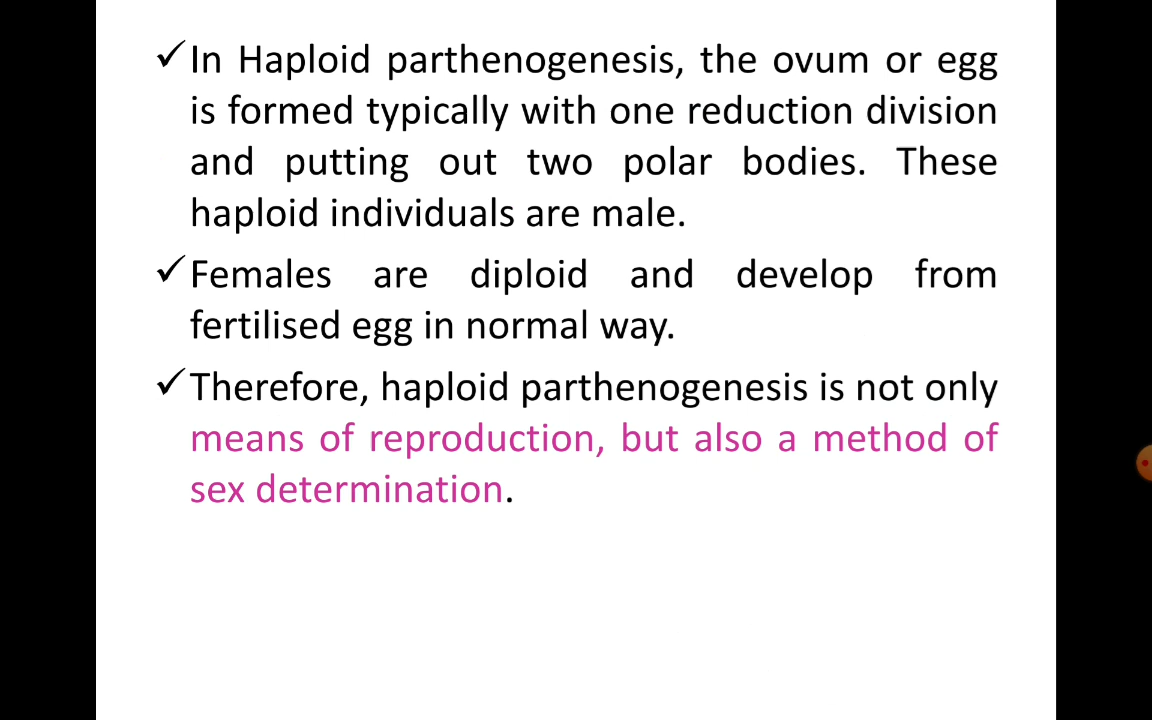 ✓In Haploid parthenogenesis, the ovum or egg
is formed typically with one reduction division
and putting out two polar bodies. These
haploid individuals are male.
✓Females are diploid and develop from
fertilised egg in normal way.
✓Therefore, haploid parthenogenesis is not only
means of reproduction, but also a method of
sex determination.